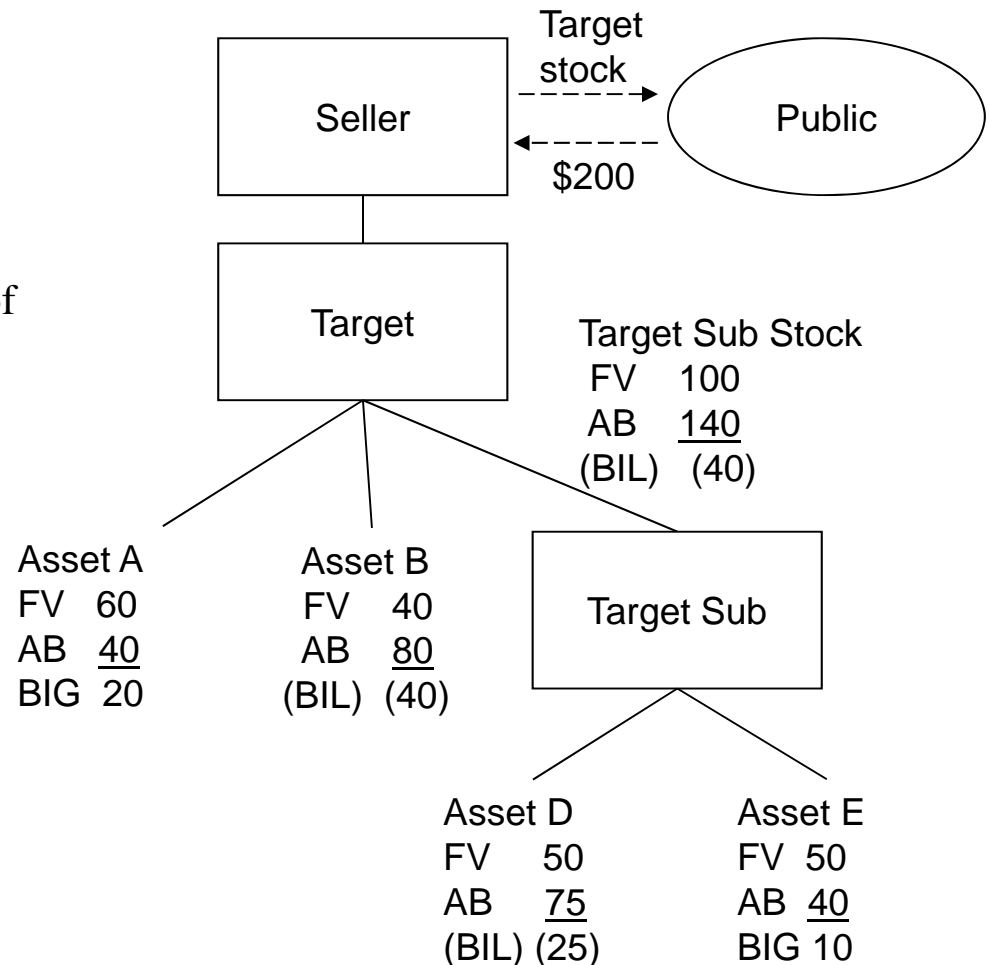 Target
stock
Seller
Public
$200
Target
Target Sub Stock
FV 100
AB 140
(BIL) (40)
Asset A
FV 60
AB 40
BIG 20
Asset B
FV 40
AB 80
(BIL) (40)
Target Sub
Asset D
FV 50
AB 75
(BIL) (25)
Asset E
FV 50
AB 40
BIG 10